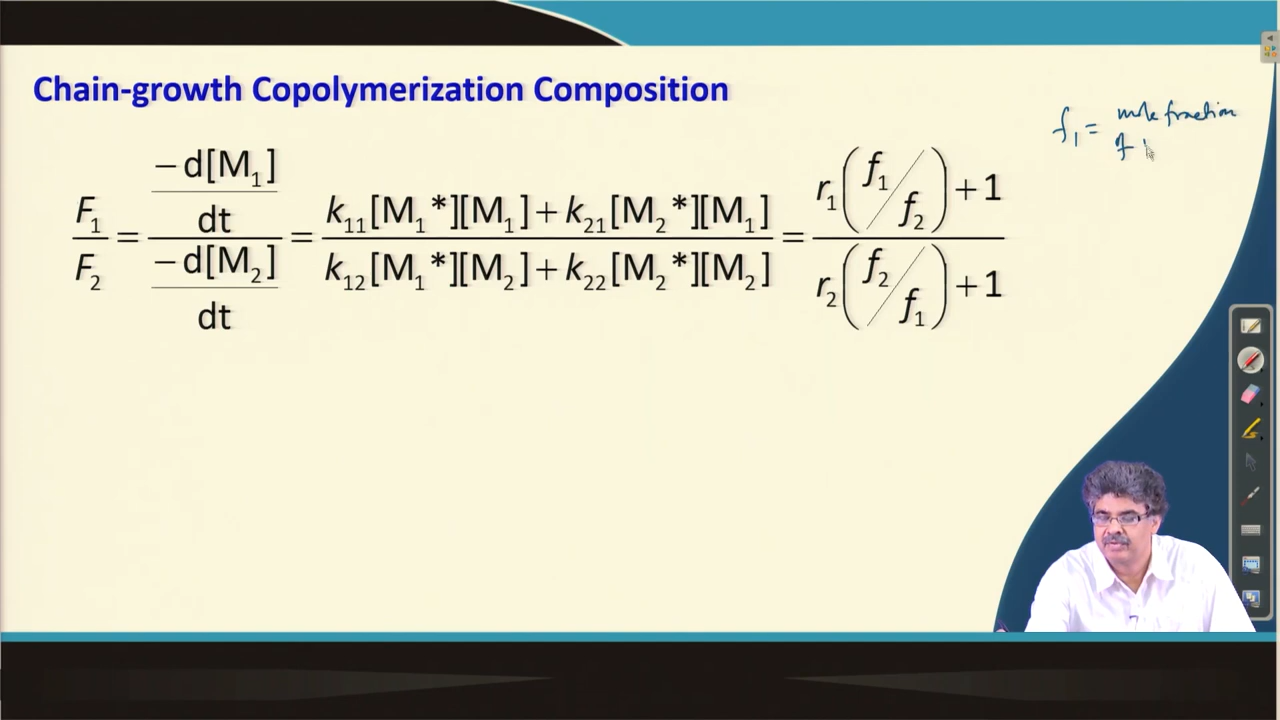 Chain-growth Copolymerization Composition
f₁ = mole fraction
of
F₁/F₂ = (−d[M₁]/dt)/(−d[M₂]/dt) = (k₁₁[M₁*][M₁]+k₂₁[M₂*][M₁])/(k₁₂[M₁*][M₂]+k₂₂[M₂*][M₂]) = (r₁(f₁/f₂)+1)/(r₂(f₂/f₁)+1)